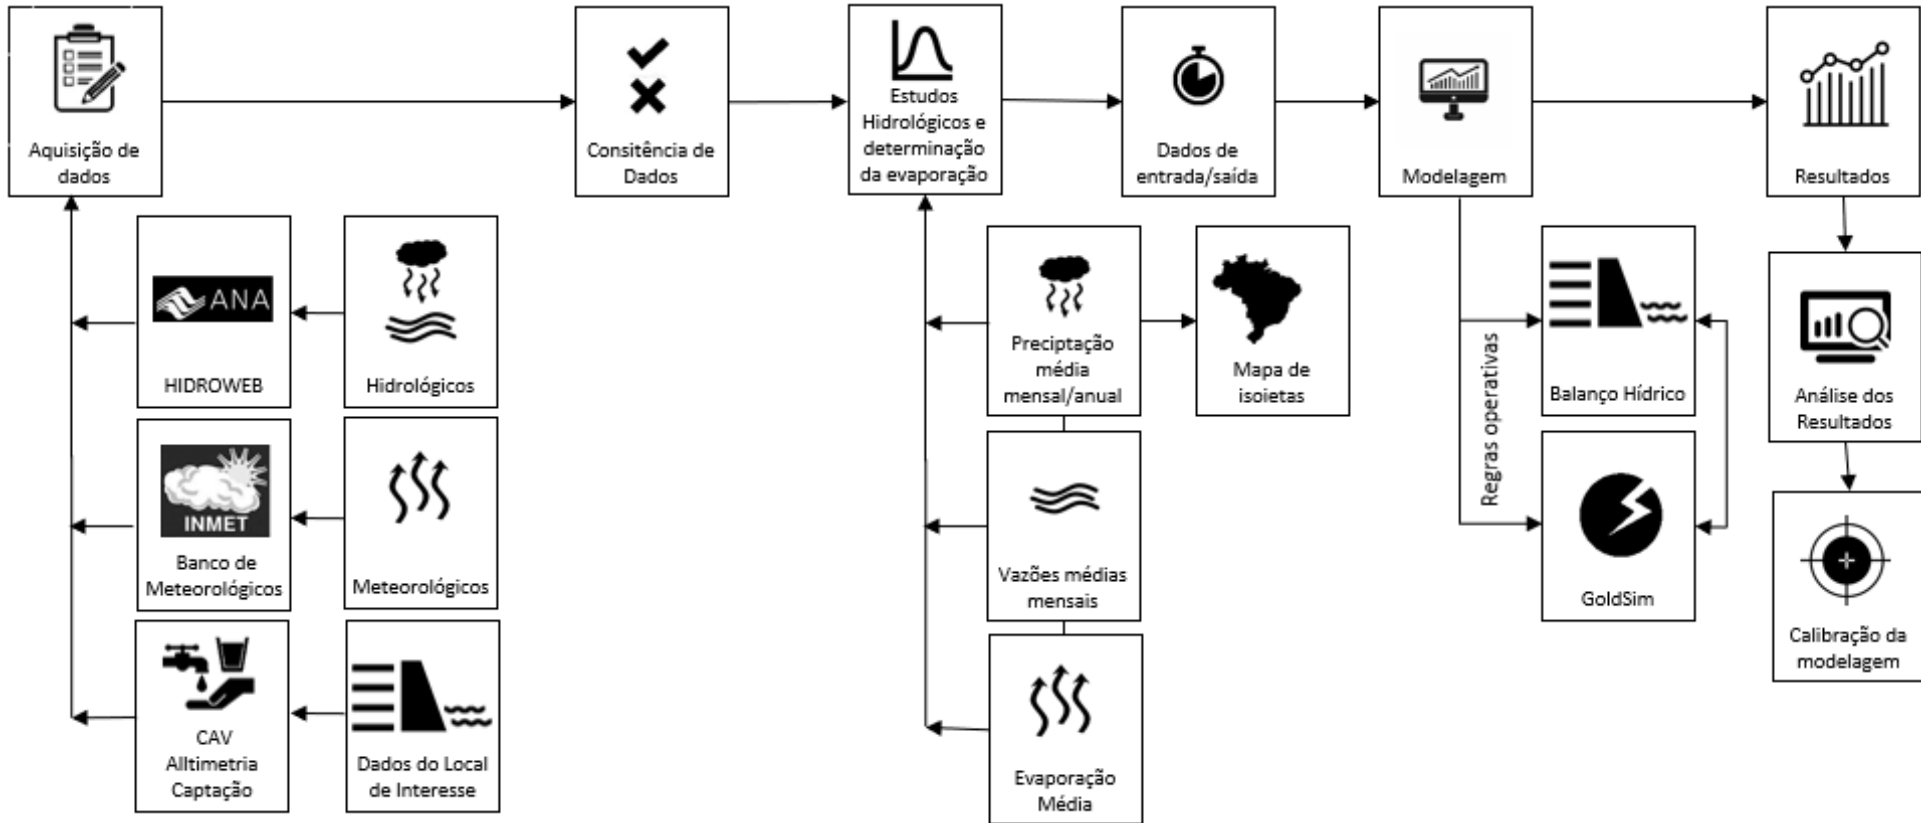 Aquisição de
dados
Consitência de
Dados
Estudos
Hidrológicos e
determinação
da evaporação
Dados de
entrada/saída
Modelagem
Resultados
ANA
HIDROWEB
Hidrológicos
INMET
Banco de
Meteorológicos
Meteorológicos
CAV
Alltimetria
Captação
Dados do Local
de Interesse
Preciptação
média
mensal/anual
Mapa de
isoietas
Vazões médias
mensais
Evaporação
Média
Regras operativas
Balanço Hídrico
GoldSim
Análise dos
Resultados
Calibração da
modelagem